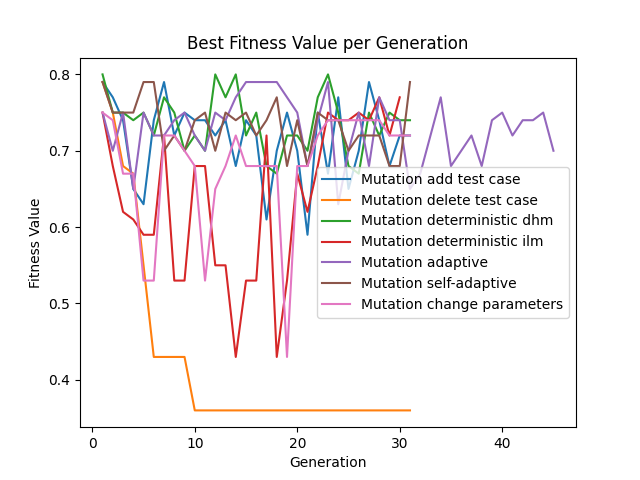 Best Fitness Value per Generation
Fitness Value
0.8
0.7
0.6
0.5
0.4
Mutation add test case
Mutation delete test case
Mutation deterministic dhm
Mutation deterministic ilm
Mutation adaptive
Mutation self-adaptive
Mutation change parameters
0
10
20
30
40
Generation